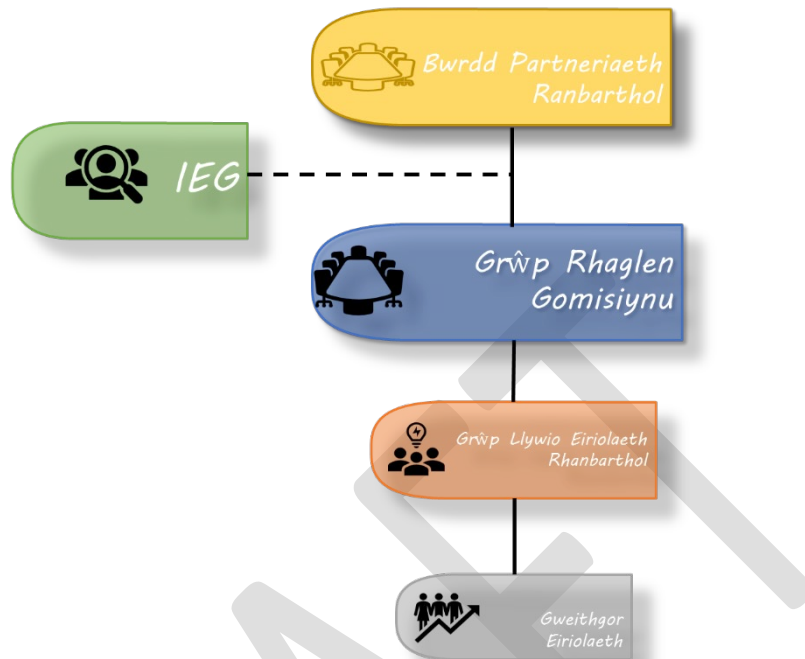 Bwrdd Partneriaeth
Ranbarthol
IEG
Grŵp Rhaglen
Gomisiynu
Grŵp Llywio Eiriolaeth
Rhanbarthol
Gweithgor
Eiriolaeth